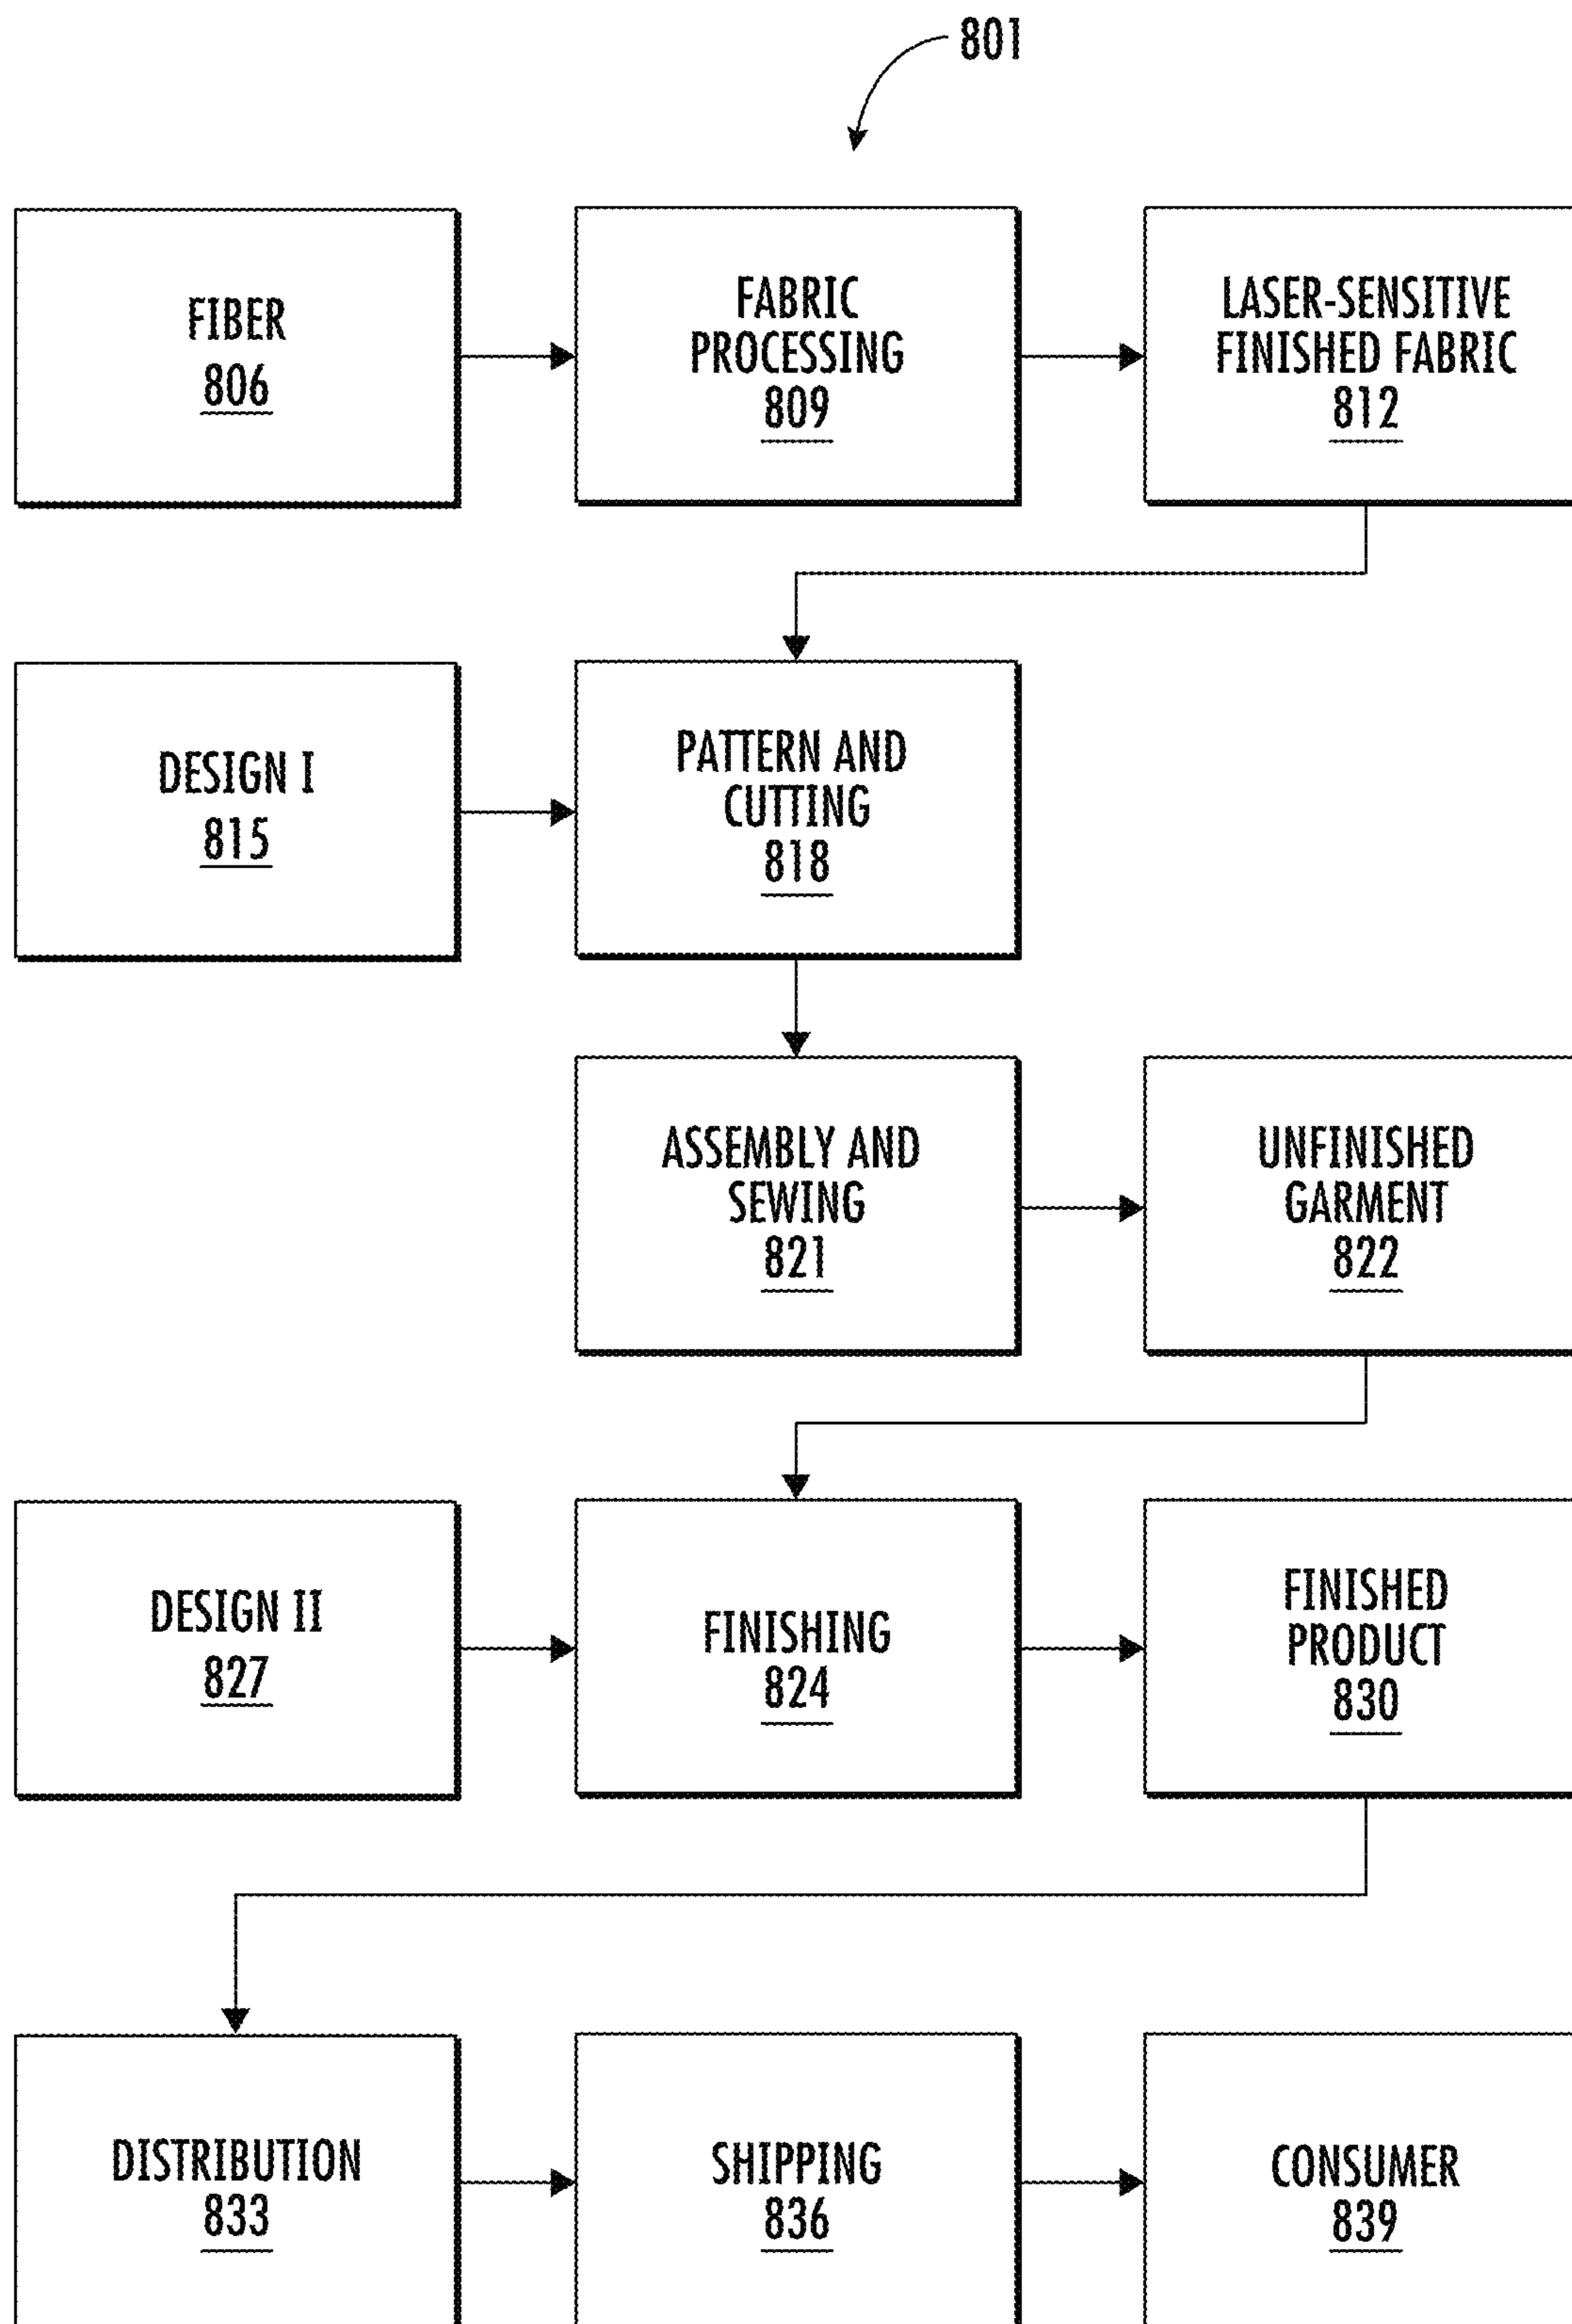 801
FIBER
806
FABRIC
PROCESSING
809
LASER-SENSITIVE
FINISHED FABRIC
812
DESIGN I
815
PATTERN AND
CUTTING
818
ASSEMBLY AND
SEWING
821
UNFINISHED
GARMENT
822
DESIGN II
827
FINISHING
824
FINISHED
PRODUCT
830
DISTRIBUTION
833
SHIPPING
836
CONSUMER
839